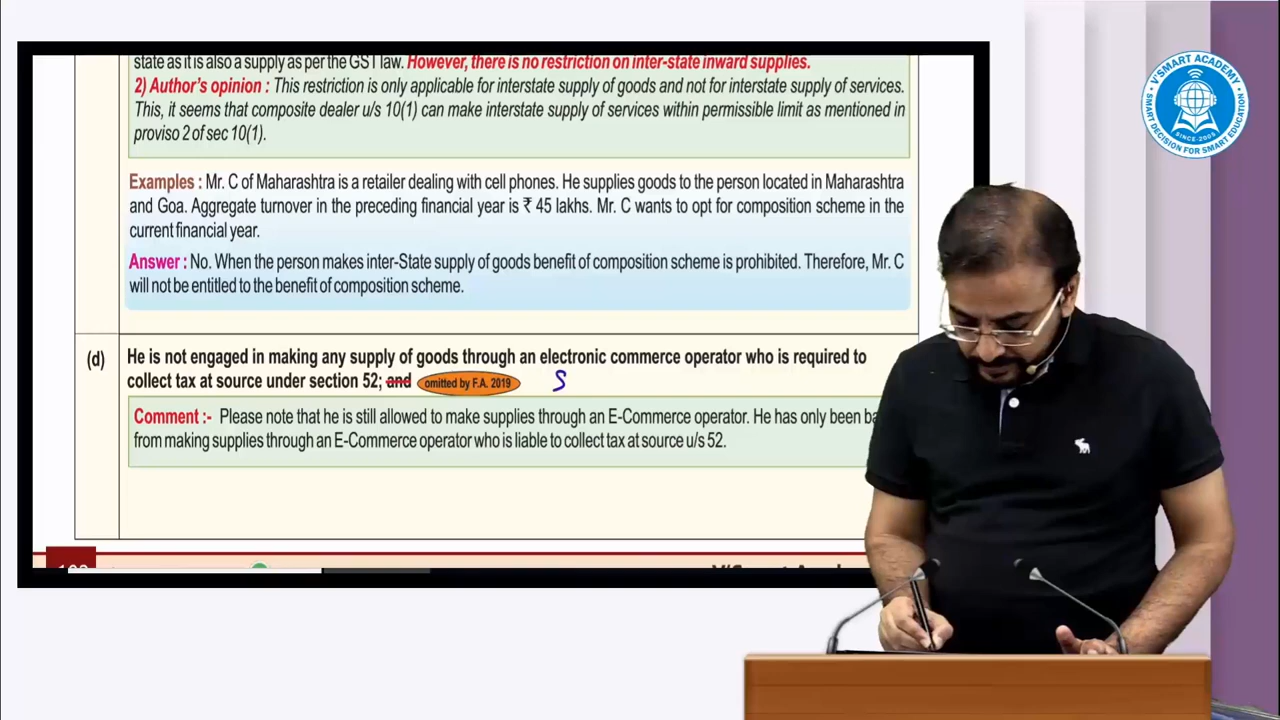 state as it is also a supply as per the GST law. However, there is no restriction on inter-state inward supplies.
2) Author's opinion : This restriction is only applicable for interstate supply of goods and not for interstate supply of services.
This, it seems that composite dealer u/s 10(1) can make interstate supply of services within permissible limit as mentioned in
proviso 2 of sec 10(1).
Examples : Mr. C of Maharashtra is a retailer dealing with cell phones. He supplies goods to the person located in Maharashtra
and Goa. Aggregate turnover in the preceding financial year is ₹ 45 lakhs. Mr. C wants to opt for composition scheme in the
current financial year.
Answer : No. When the person makes inter-State supply of goods benefit of composition scheme is prohibited. Therefore, Mr. C
will not be entitled to the benefit of composition scheme.
(d) He is not engaged in making any supply of goods through an electronic commerce operator who is required to
collect tax at source under section 52; and omitted by F.A. 2019 S
Comment :- Please note that he is still allowed to make supplies through an E-Commerce operator. He has only been
from making supplies through an E-Commerce operator who is liable to collect tax at source u/s 52.
V'SMART ACADEMY
SINCE-2005
SMART DECISION FOR SMART EDUCATION